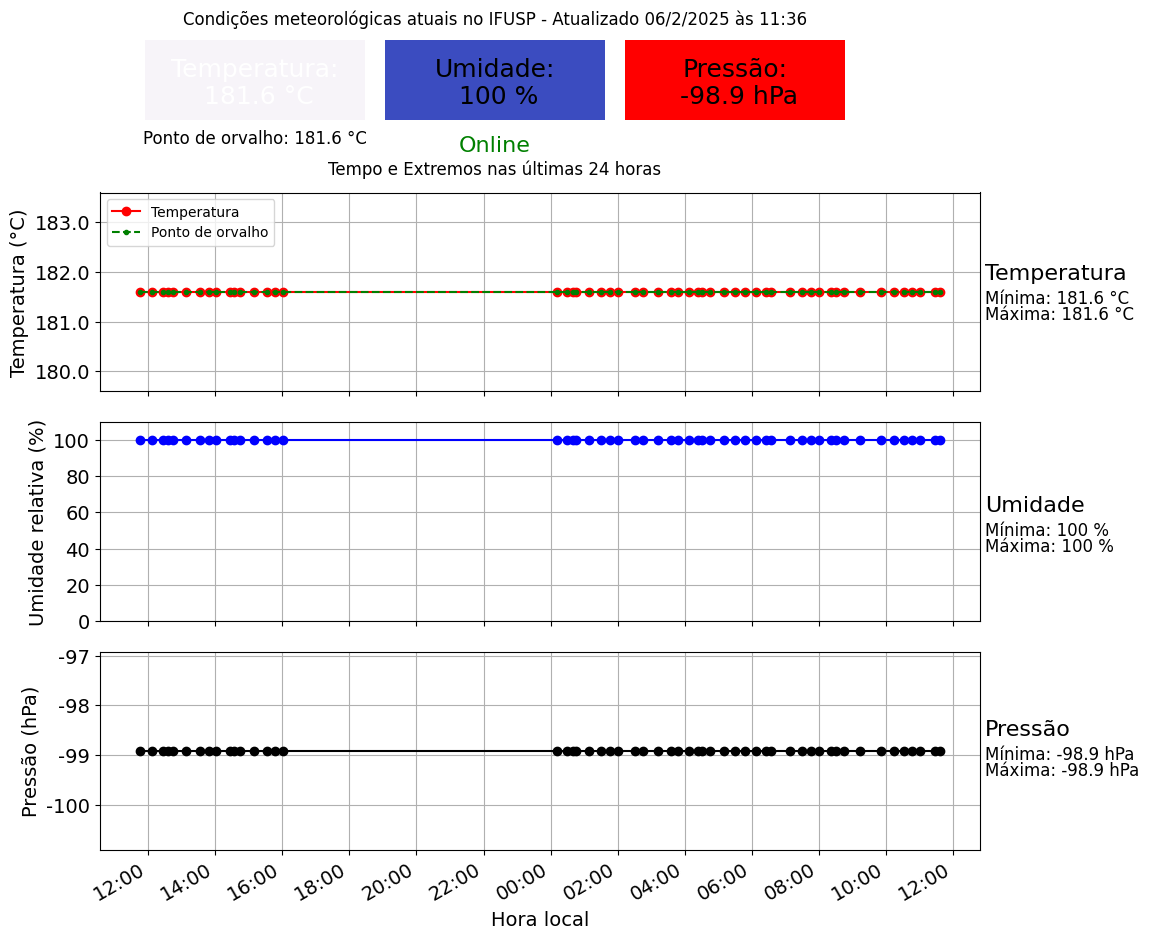 Condições meteorológicas atuais no IFUSP - Atualizado 06/2/2025 às 11:36
Temperatura:
181.6 °C
Umidade:
100 %
Pressão:
-98.9 hPa
Ponto de orvalho: 181.6 °C
Online
Tempo e Extremos nas últimas 24 horas
Temperatura (°C)
183.0
182.0
181.0
180.0
Temperatura
Ponto de orvalho
Temperatura
Mínima: 181.6 °C
Máxima: 181.6 °C
Umidade relativa (%)
100
80
60
40
20
0
Umidade
Mínima: 100 %
Máxima: 100 %
Pressão (hPa)
-97
-98
-99
-100
Pressão
Mínima: -98.9 hPa
Máxima: -98.9 hPa
12:00
14:00
16:00
18:00
20:00
22:00
00:00
02:00
04:00
06:00
08:00
10:00
12:00
Hora local